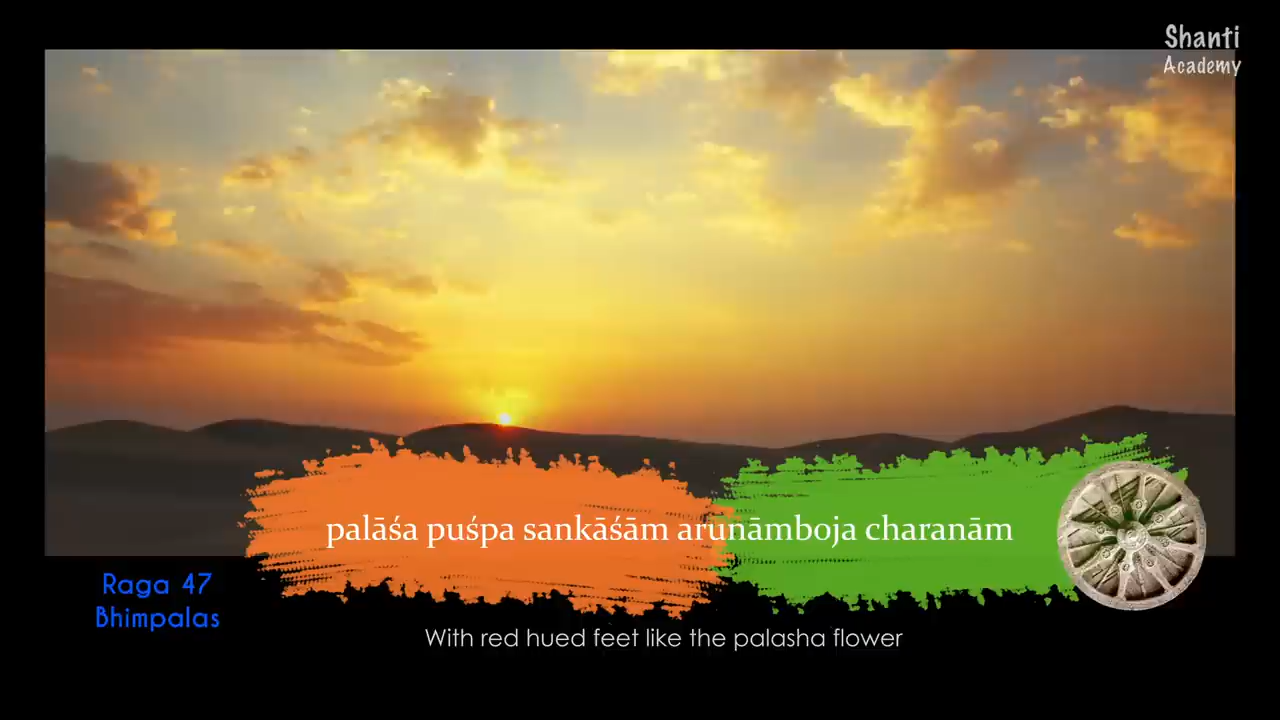 Shanti
Academy
palāśa puśpa sankāśām arunāmboja charanām
Raga 47
Bhimpalas
With red hued feet like the palasha flower